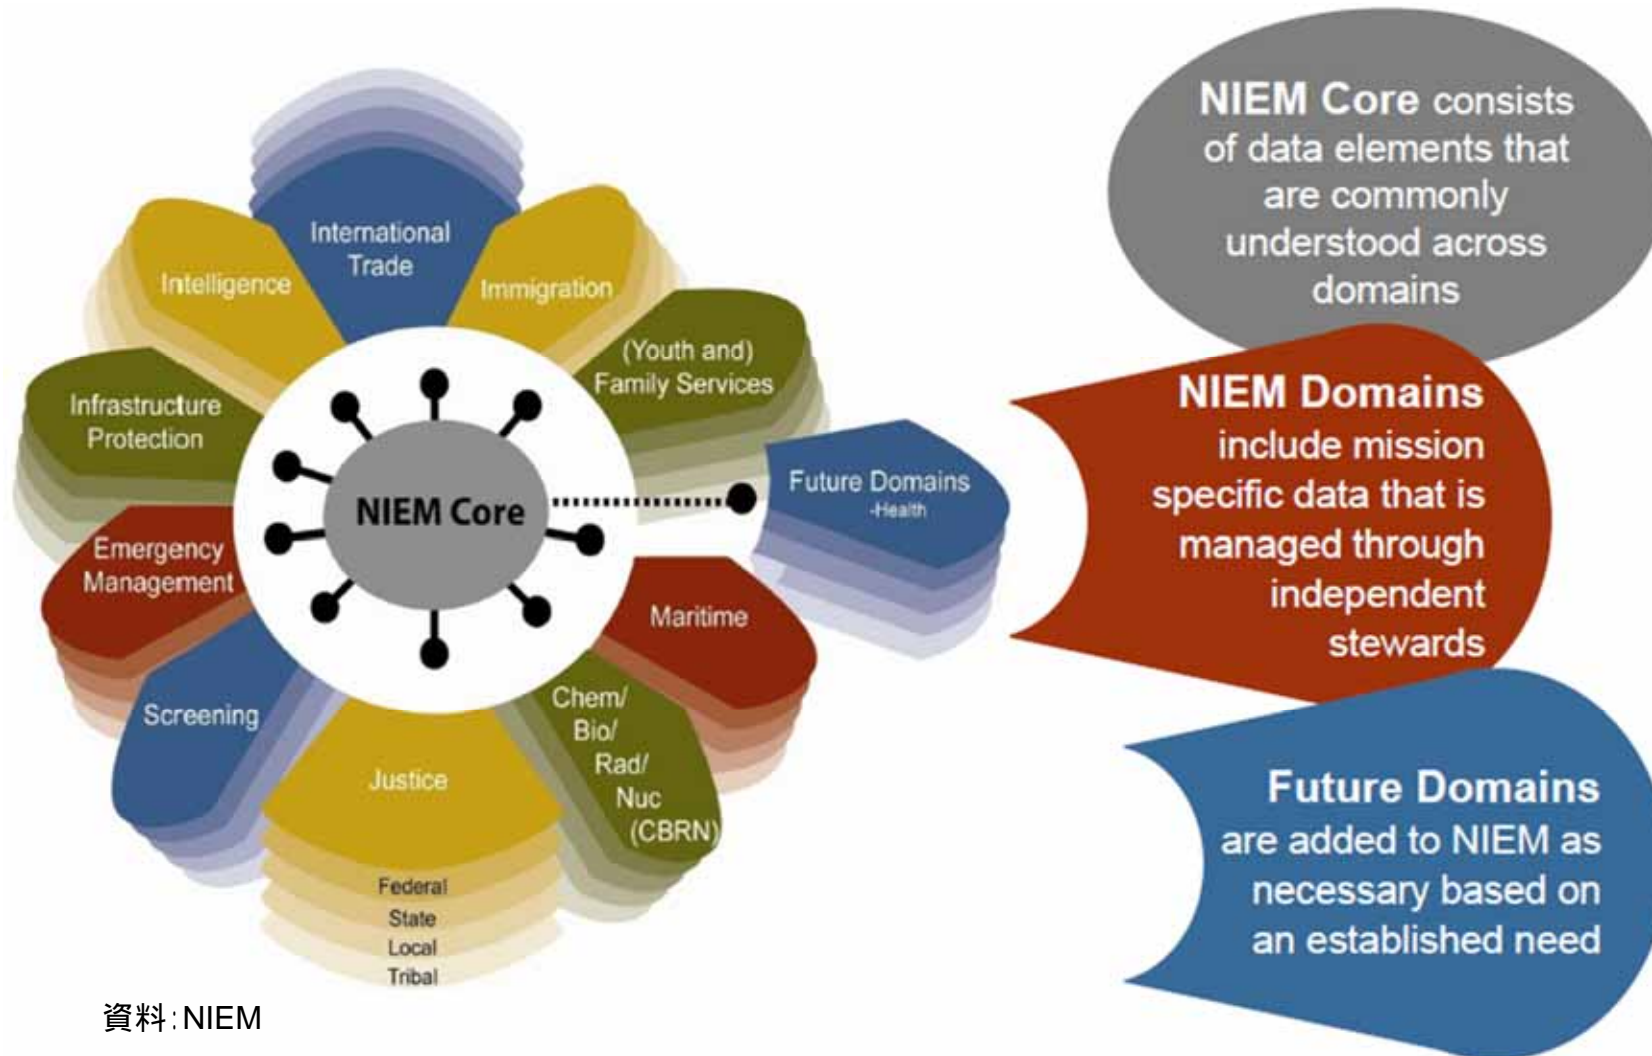 International
Trade
Intelligence
Immigration
(Youth and)
Family Services
Infrastructure
Protection
Future Domains
-Health
NIEM Core
Emergency
Management
Maritime
Screening
Chem/
Bio/
Rad/
Nuc
(CBRN)
Justice
Federal
State
Local
Tribal
資料:NIEM
NIEM Core consists
of data elements that
are commonly
understood across
domains
NIEM Domains
include mission
specific data that is
managed through
independent
stewards
Future Domains
are added to NIEM as
necessary based on
an established need